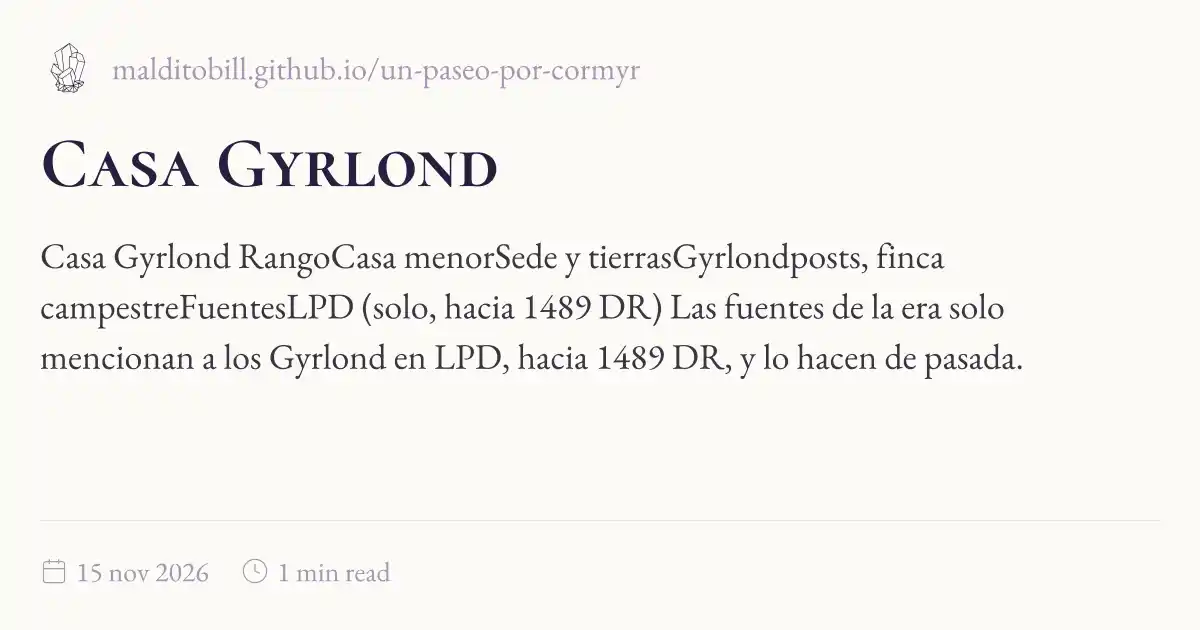 malditobill.github.io/un-paseo-por-cormyr
Casa Gyrlond
Casa Gyrlond RangoCasa menorSede y tierrasGyrlondposts, finca
campestreFuentesLPD (solo, hacia 1489 DR) Las fuentes de la era solo
mencionan a los Gyrlond en LPD, hacia 1489 DR, y lo hacen de pasada.
15 nov 2026 1 min read